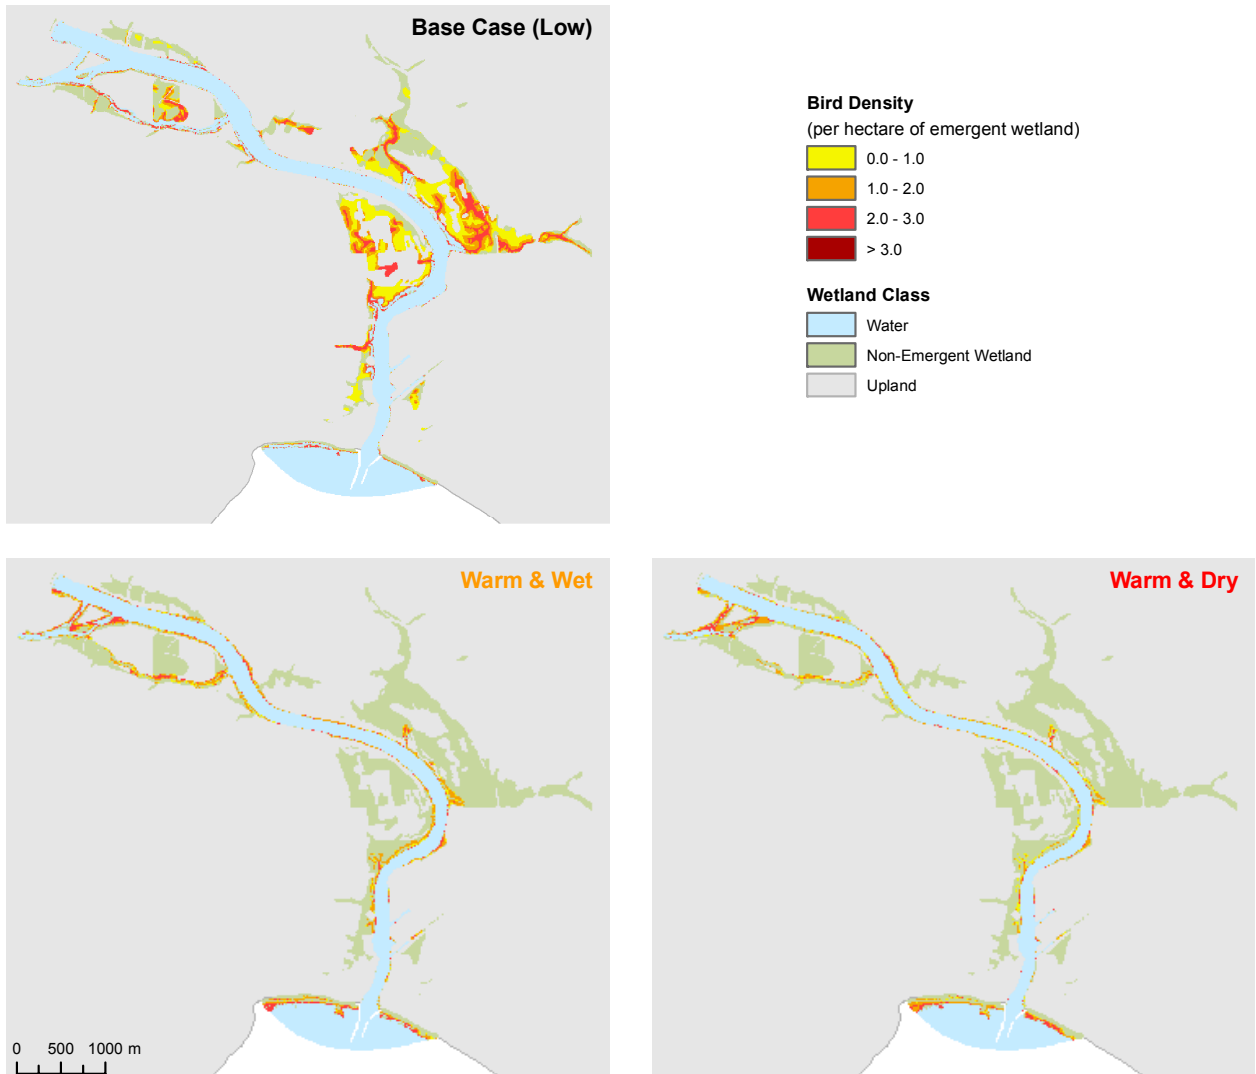 Base Case (Low)
Bird Density
(per hectare of emergent wetland)
0.0 - 1.0
1.0 - 2.0
2.0 - 3.0
> 3.0
Wetland Class
Water
Non-Emergent Wetland
Upland
Warm & Wet
Warm & Dry
0 500 1000 m